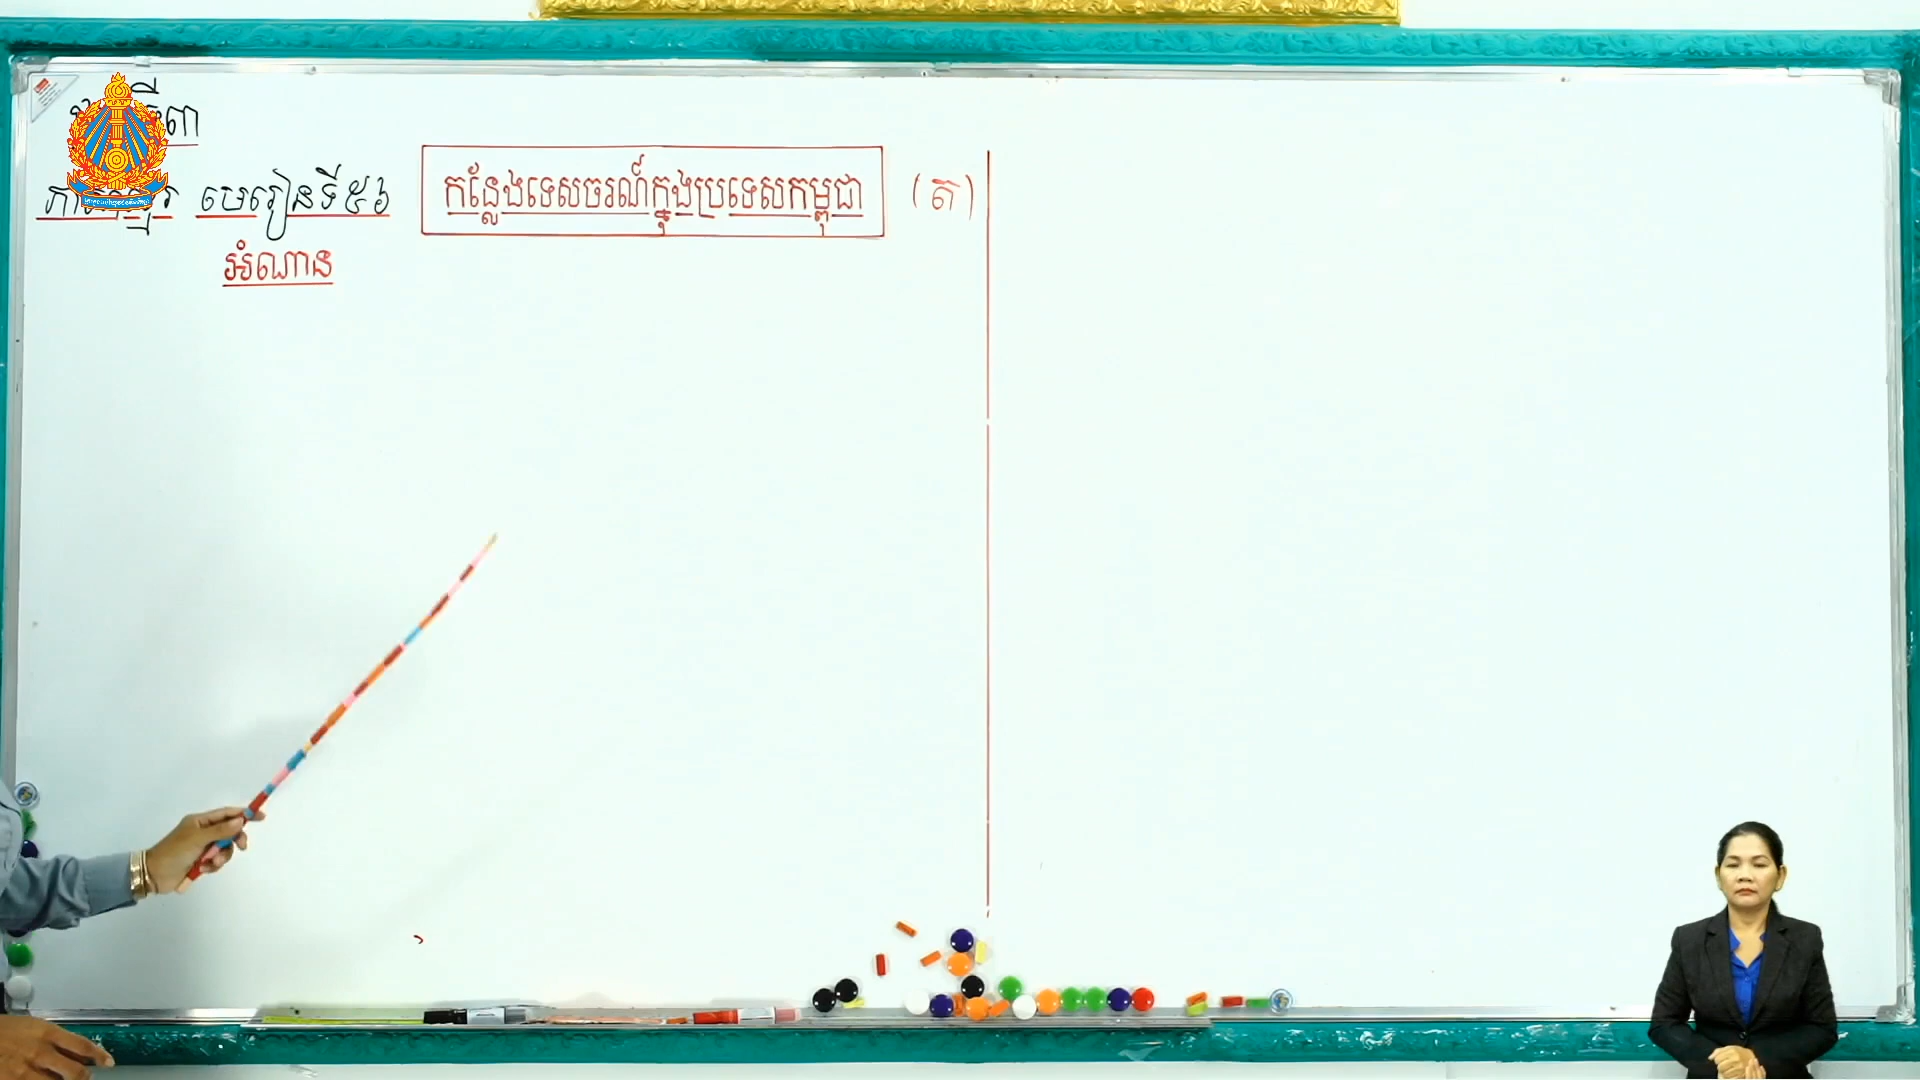 មេរៀនទី៥៦ កន្លែងទេសចរណ៍ក្នុងប្រទេសកម្ពុជា (ត)
អំណាន